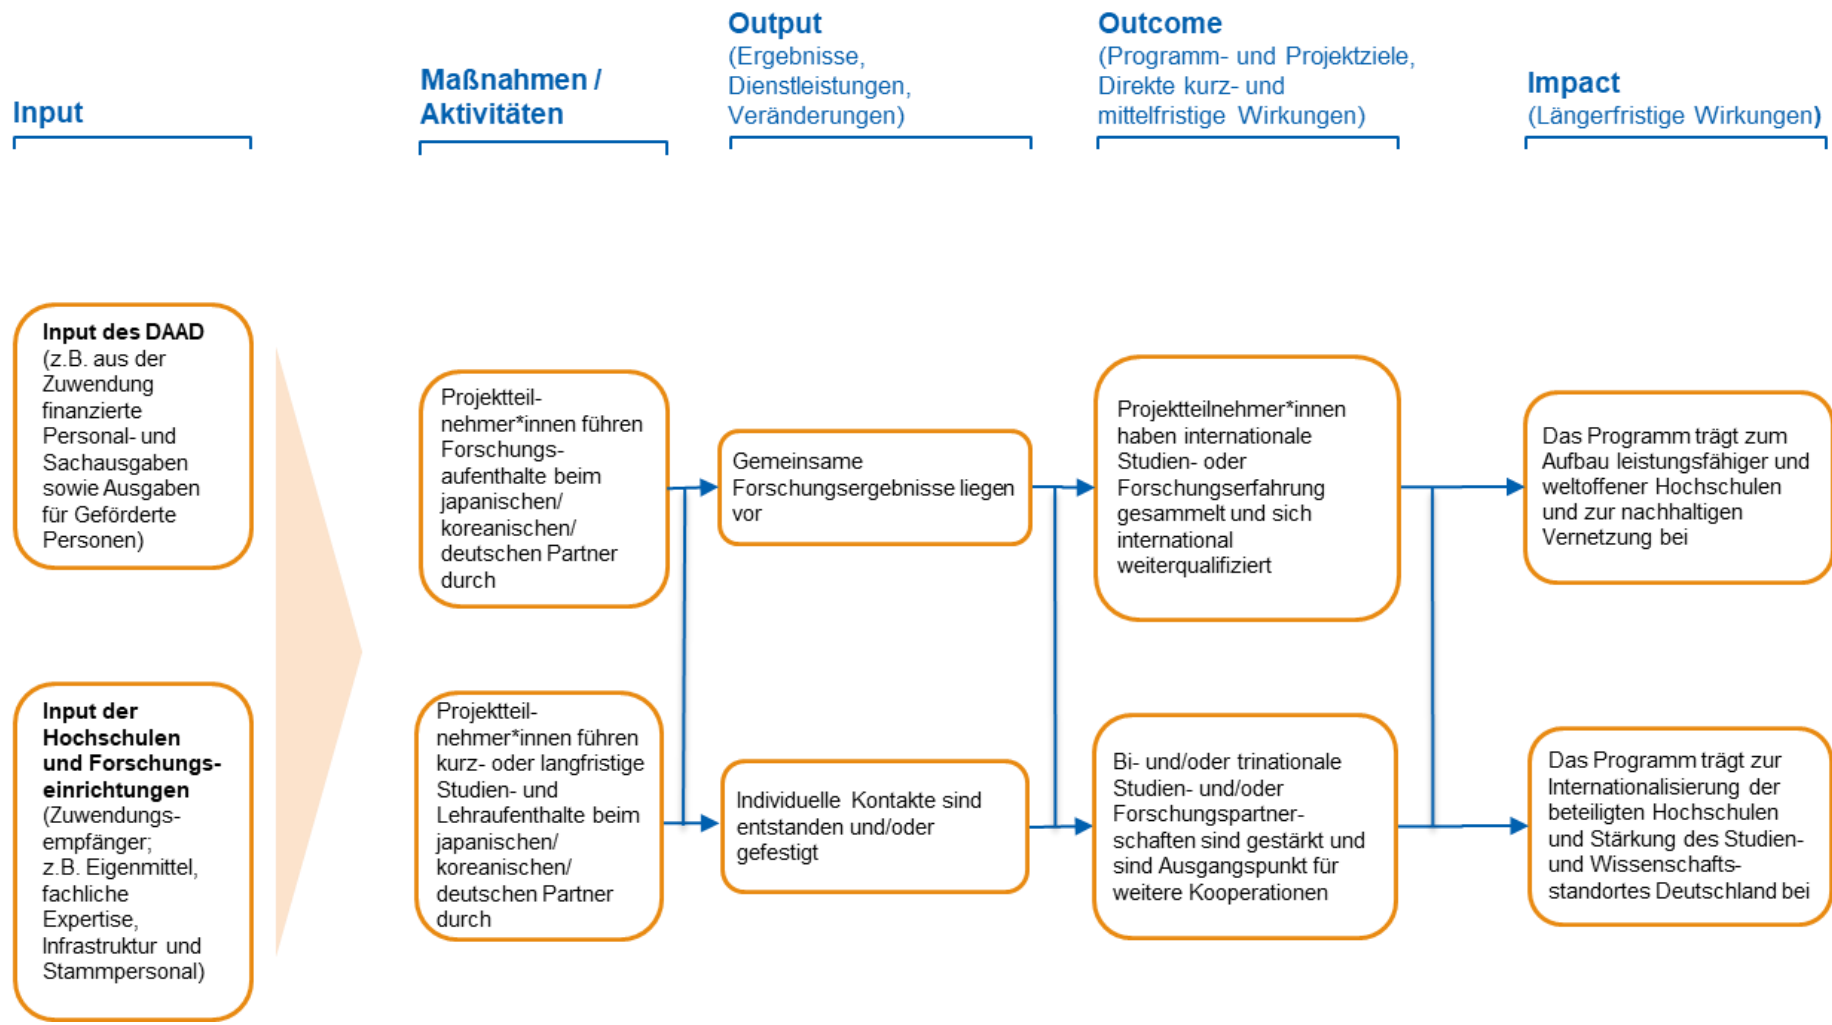 Input
Maßnahmen /
Aktivitäten
Output
(Ergebnisse,
Dienstleistungen,
Veränderungen)
Outcome
(Programm- und Projektziele,
Direkte kurz- und
mittelfristige Wirkungen)
Impact
(Längerfristige Wirkungen)
Input des DAAD
(z.B. aus der
Zuwendung
finanzierte
Personal- und
Sachausgaben
sowie Ausgaben
für Geförderte
Personen)
Input der
Hochschulen
und Forschungs-
einrichtungen
(Zuwendungs-
empfänger;
z.B. Eigenmittel,
fachliche
Expertise,
Infrastruktur und
Stammpersonal)
Projektteil-
nehmer*innen führen
Forschungs-
aufenthalte beim
japanischen/
koreanischen/
deutschen Partner
durch
Projektteil-
nehmer*innen führen
kurz- oder langfristige
Studien- und
Lehraufenthalte beim
japanischen/
koreanischen/
deutschen Partner
durch
Gemeinsame
Forschungsergebnisse liegen
vor
Individuelle Kontakte sind
entstanden und/oder
gefestigt
Projektteilnehmer*innen
haben internationale
Studien- oder
Forschungserfahrung
gesammelt und sich
international
weiterqualifiziert
Bi- und/oder trinationale
Studien- und/oder
Forschungspartner-
schaften sind gestärkt und
sind Ausgangspunkt für
weitere Kooperationen
Das Programm trägt zum
Aufbau leistungsfähiger und
weltoffener Hochschulen
und zur nachhaltigen
Vernetzung bei
Das Programm trägt zur
Internationalisierung der
beteiligten Hochschulen
und Stärkung des Studien-
und Wissenschafts-
standortes Deutschland bei